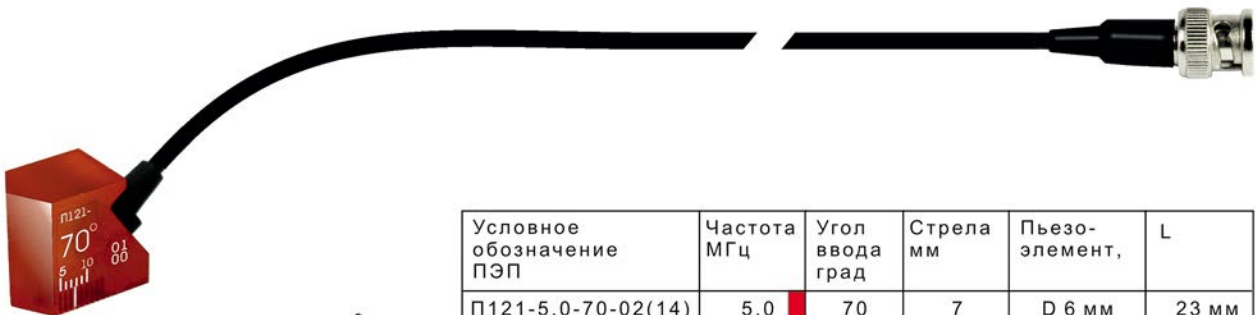 П121-
70°
01
00
5 10
Условное обозначение ПЭП Частота МГц Угол ввода град Стрела мм Пьезо- элемент, L
П121-5,0-70-02(14) 5,0 70 7 D 6 мм 23 мм